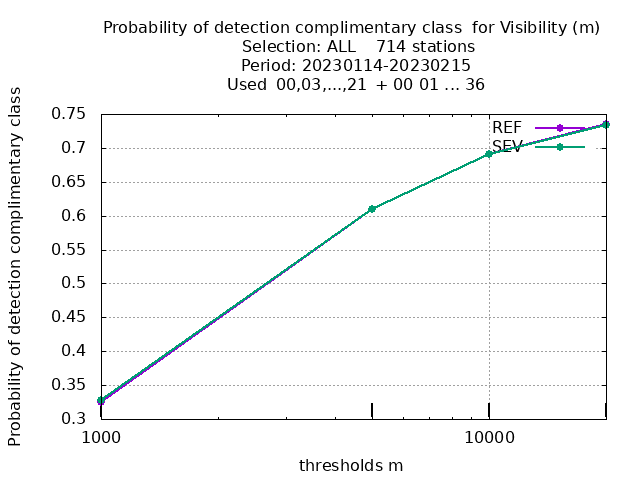 Probability of detection complimentary class  for Visibility (m)
Selection: ALL    714 stations
Period: 20230114-20230215
Used  00,03,...,21  + 00 01 ... 36
Probability of detection complimentary class
0.75
0.7
0.65
0.6
0.55
0.5
0.45
0.4
0.35
0.3
REF
SEV
1000
10000
thresholds m